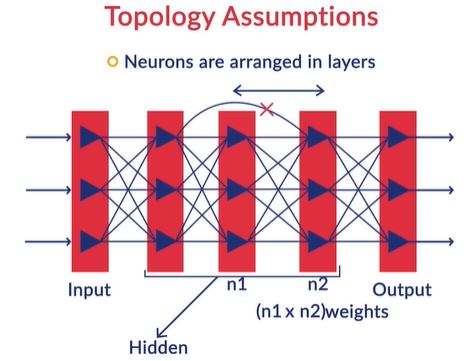 Topology Assumptions
Neurons are arranged in layers
Input
n1
n2
Output
(n1 x n2)weights
Hidden